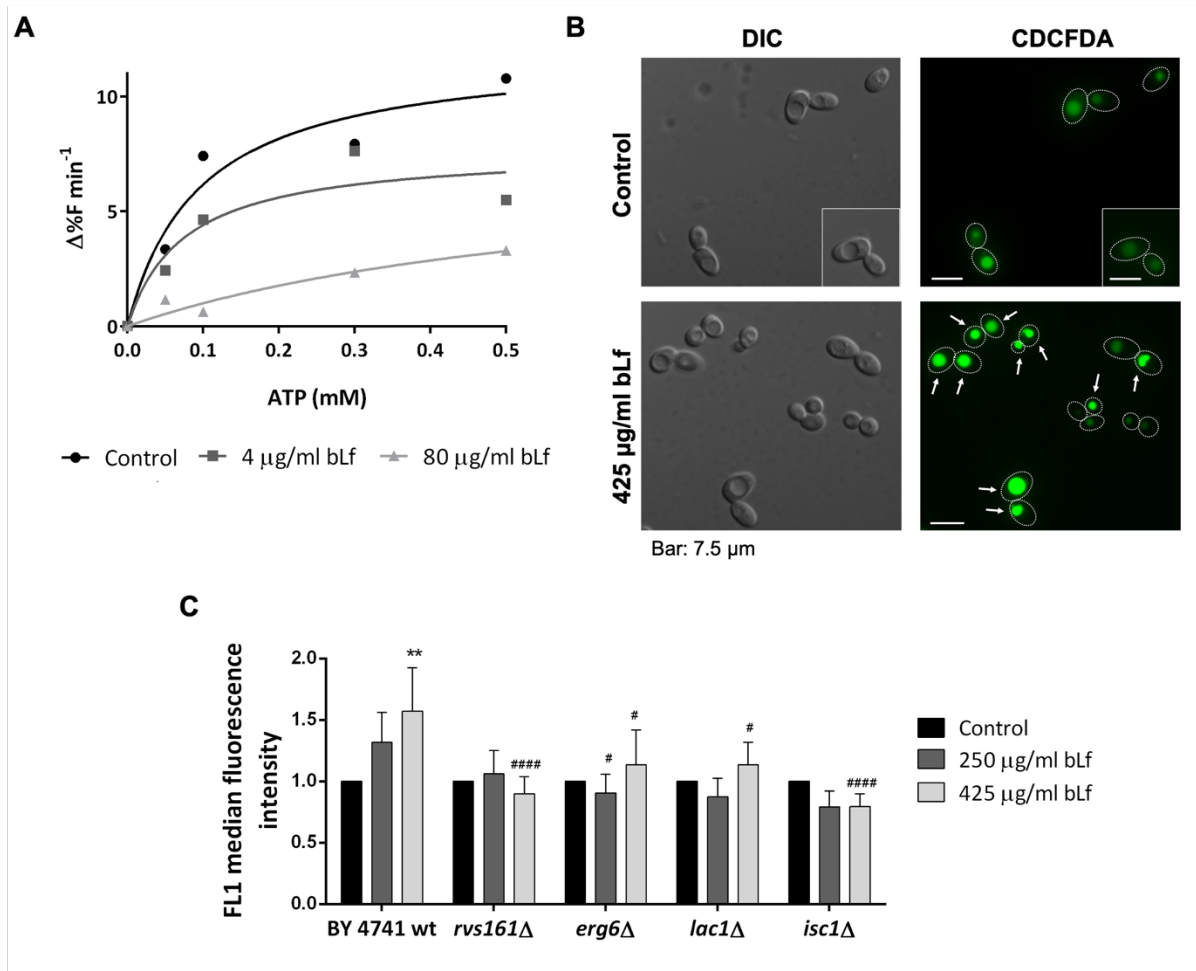 A
10
5
0
Δ%F min⁻¹
0.0 0.1 0.2 0.3 0.4 0.5
ATP (mM)
Control 4 μg/ml bLf 80 μg/ml bLf
B
DIC CDCFDA
Control
425 μg/ml bLf
Bar: 7.5 μm
C
FL1 median fluorescence
intensity
2.0
1.5
1.0
0.5
0.0
**
####
#
#
#
####
BY 4741 wt rvs161Δ erg6Δ lac1Δ isc1Δ
Control
250 μg/ml bLf
425 μg/ml bLf